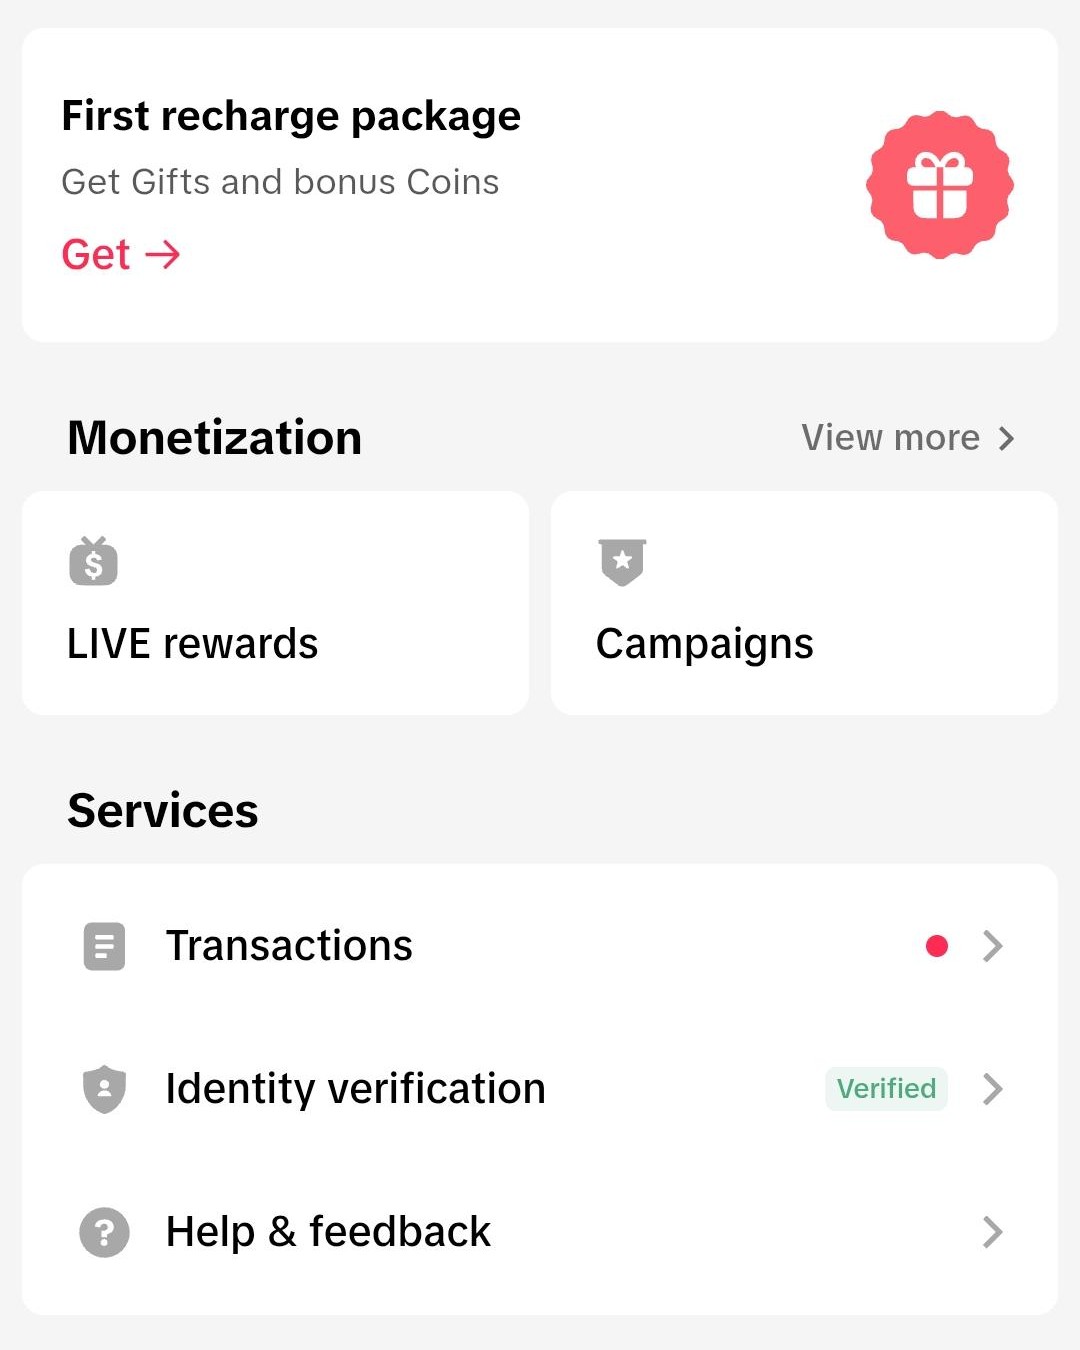 First recharge package
Get Gifts and bonus Coins
Get →
Monetization
View more >
LIVE rewards
Campaigns
Services
Transactions
Identity verification
Verified
Help & feedback